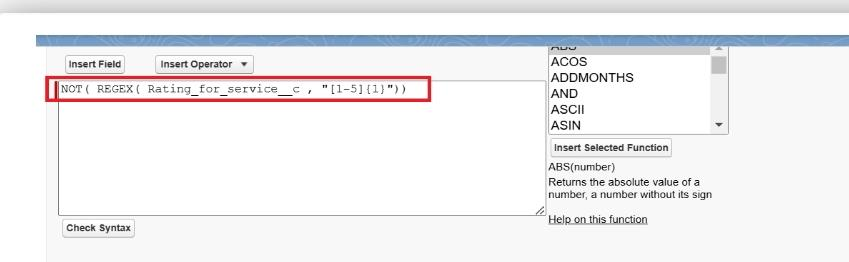 Insert Field
Insert Operator ▼
NOT( REGEX( Rating_for_service__c , "[1-5]{1}"))
Check Syntax
ABS
ACOS
ADDMONTHS
AND
ASCII
ASIN
Insert Selected Function
ABS(number)
Returns the absolute value of a
number, a number without its sign
Help on this function